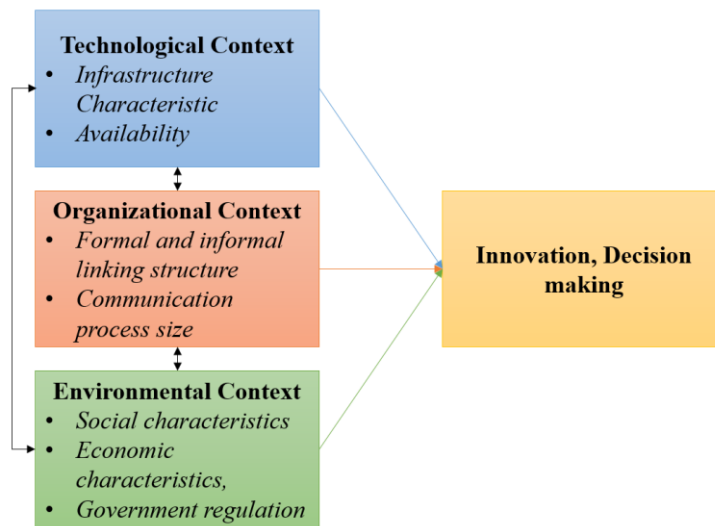 Technological Context
• Infrastructure
Characteristic
• Availability
Organizational Context
• Formal and informal
linking structure
• Communication
process size
Environmental Context
• Social characteristics
• Economic
characteristics,
• Government regulation
Innovation, Decision
making